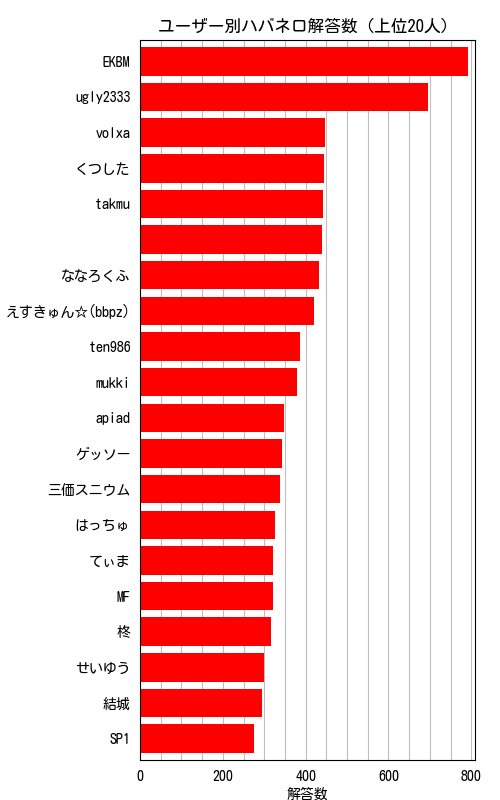 ユーザー別ハバネロ解答数 (上位20人)
EKBM
ugly2333
volxa
くつした
takmu
ななろくふ
えすきゅん☆(bbpz)
ten986
mukki
apiad
ゲッソー
三価スニウム
はっちゅ
てぃま
MF
柊
せいゆう
結城
SP1
0 200 400 600 800
解答数